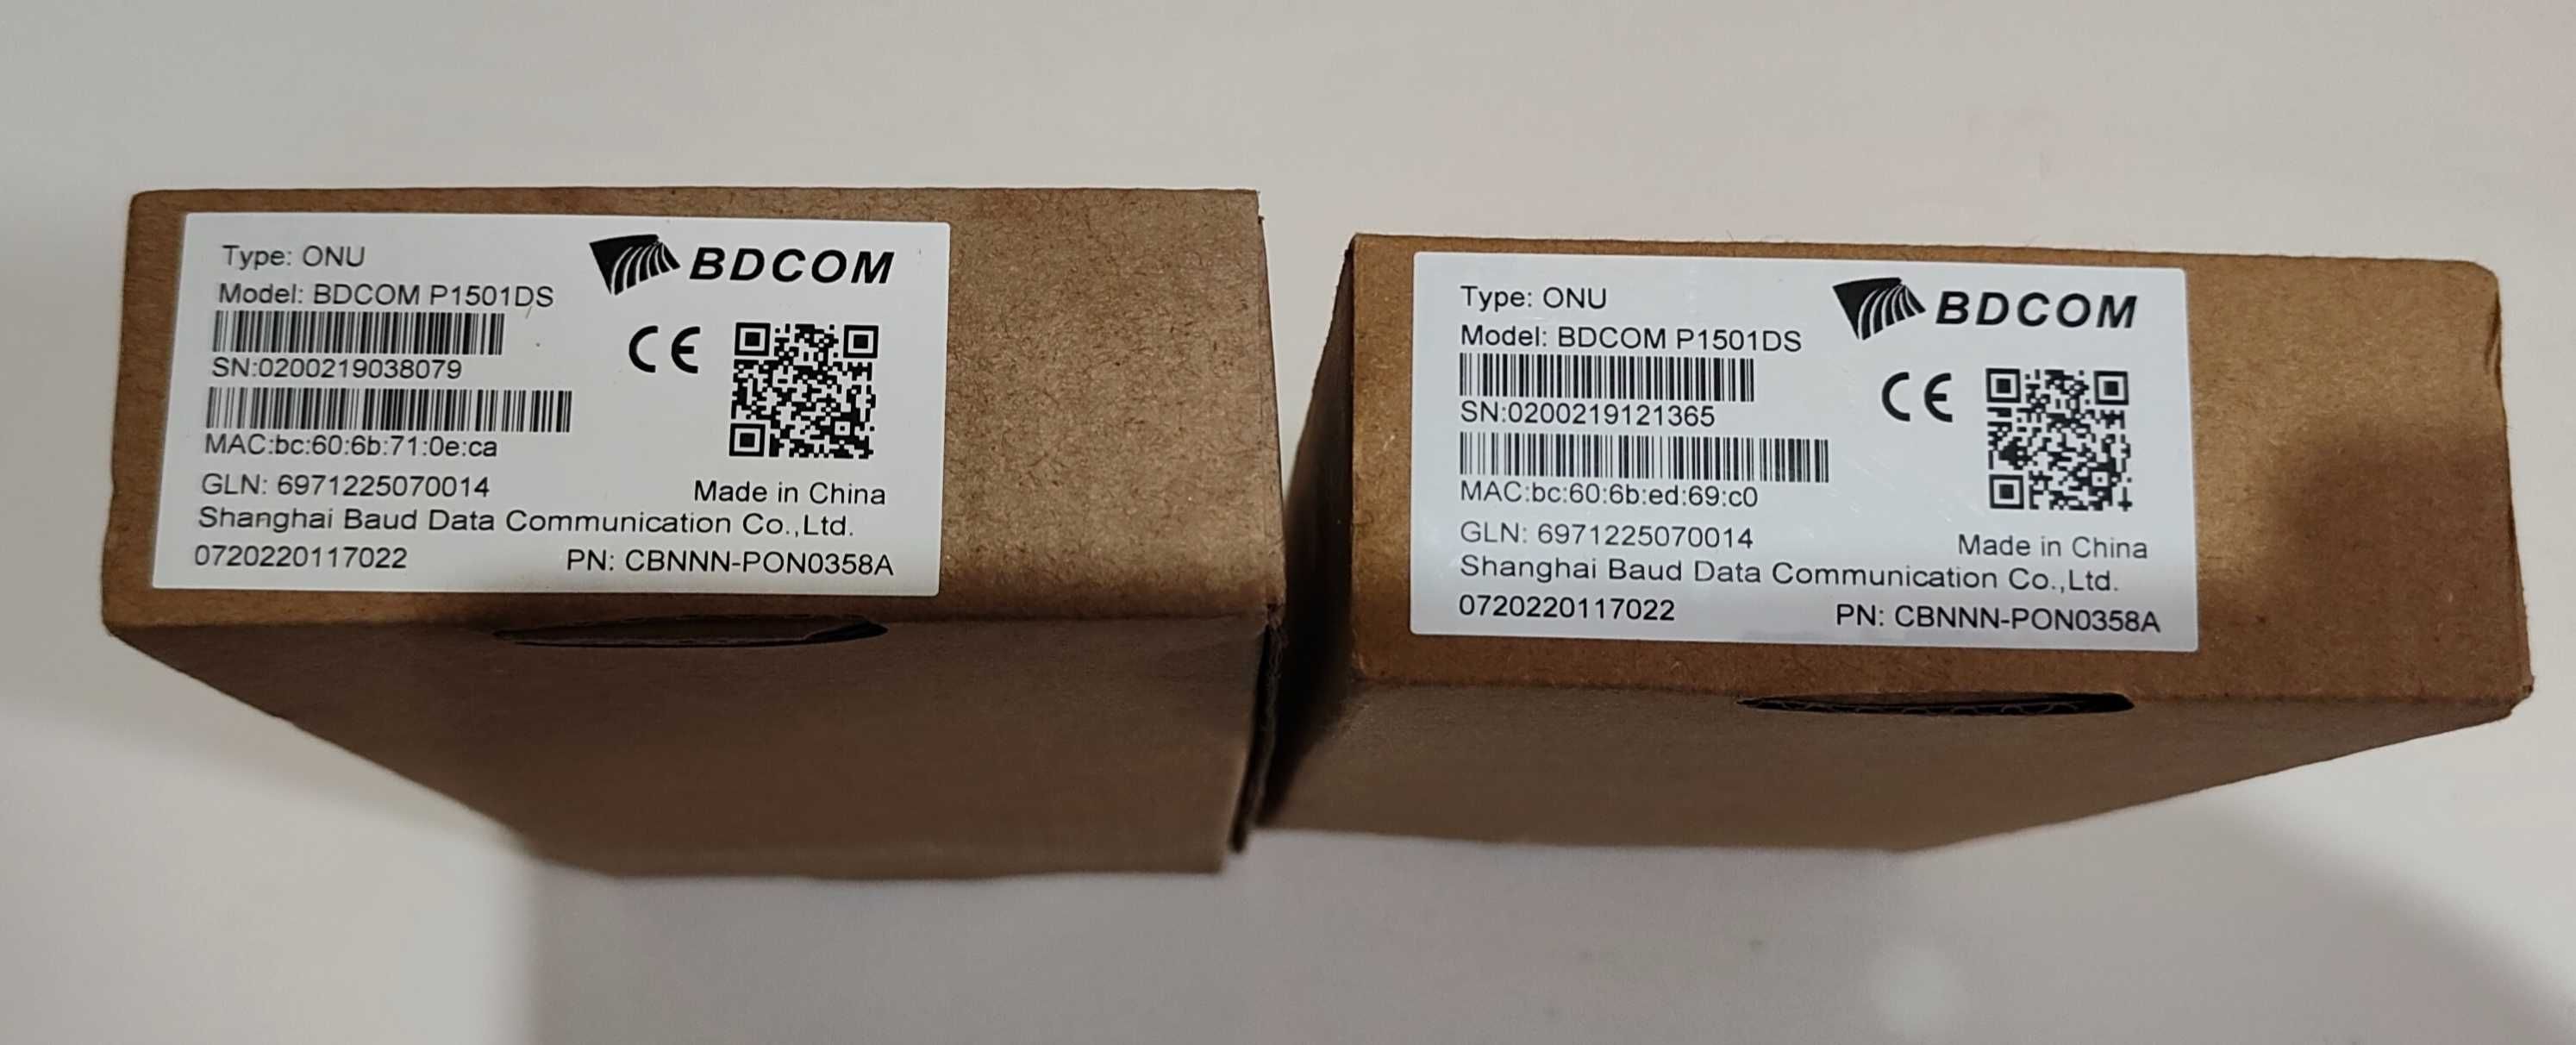 Type: ONU
BDCOM
Model: BDCOM P1501DS
CE
SN:0200219038079
MAC:bc:60:6b:71:0e:ca
GLN: 6971225070014
Made in China
Shanghai Baud Data Communication Co.,Ltd.
0720220117022
PN: CBNNN-PON0358A
Type: ONU
BDCOM
Model: BDCOM P1501DS
CE
SN:0200219121365
MAC:bc:60:6b:ed:69:c0
GLN: 6971225070014
Made in China
Shanghai Baud Data Communication Co.,Ltd.
0720220117022
PN: CBNNN-PON0358A